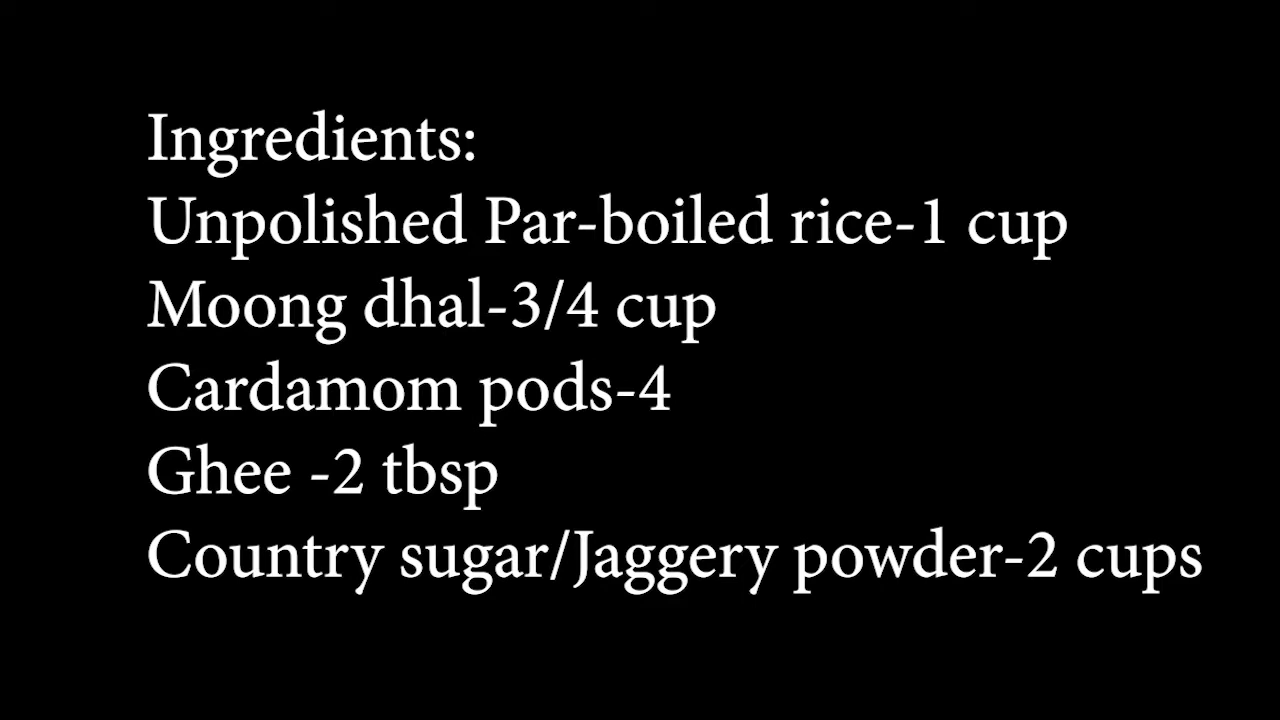 Ingredients:
Unpolished Par-boiled rice-1 cup
Moong dhal-3/4 cup
Cardamom pods-4
Ghee -2 tbsp
Country sugar/Jaggery powder-2 cups